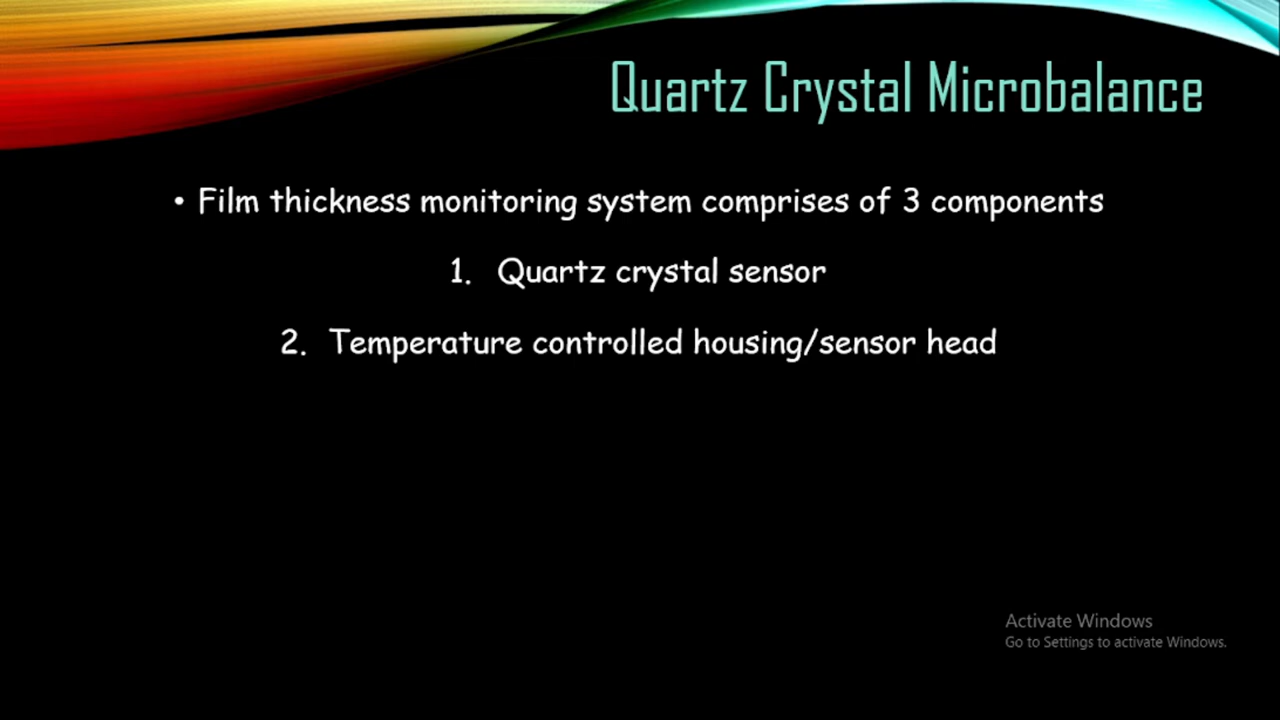 Quartz Crystal Microbalance
• Film thickness monitoring system comprises of 3 components
1. Quartz crystal sensor
2. Temperature controlled housing/sensor head
Activate Windows
Go to Settings to activate Windows.